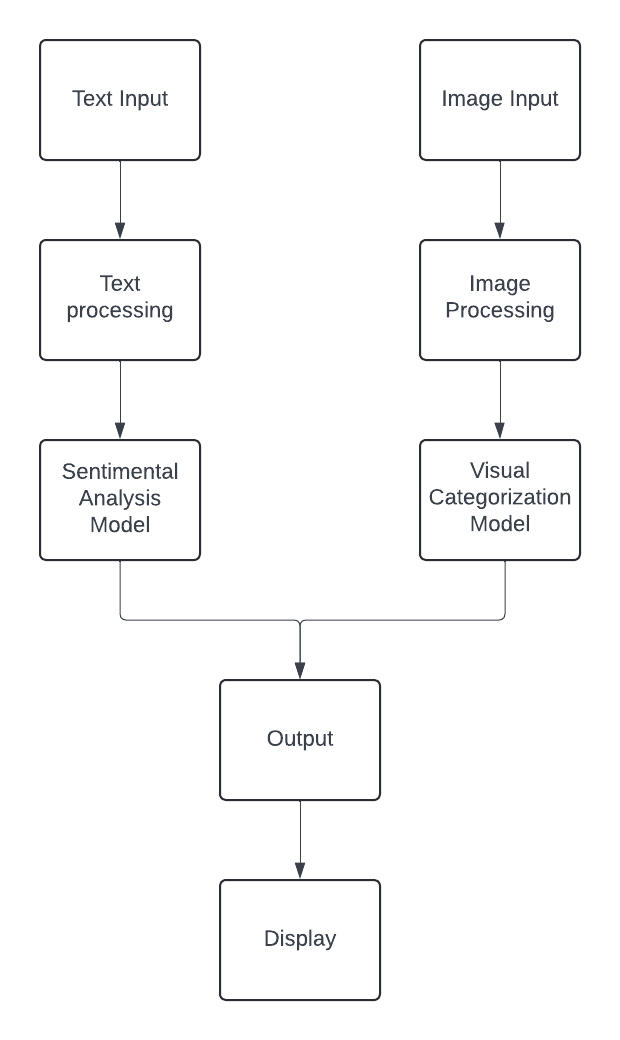 Text Input
Image Input
Text
processing
Image
Processing
Sentimental
Analysis
Model
Visual
Categorization
Model
Output
Display